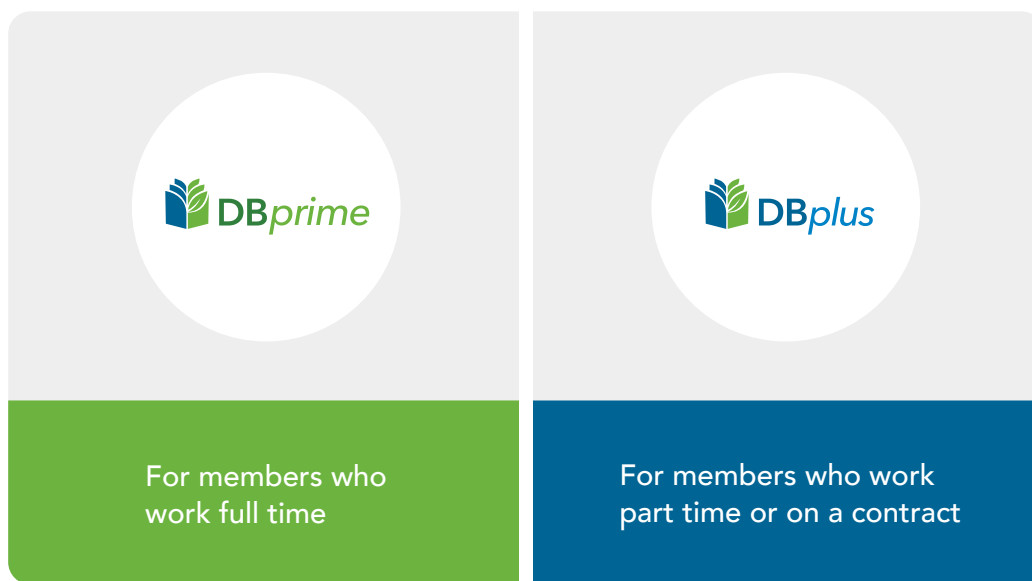 DBprime
For members who
work full time
DBplus
For members who work
part time or on a contract